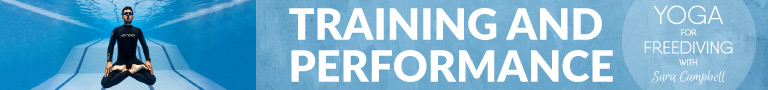 TRAINING AND
PERFORMANCE
YOGA
FOR
FREEDIVING
WITH
Sara Campbell